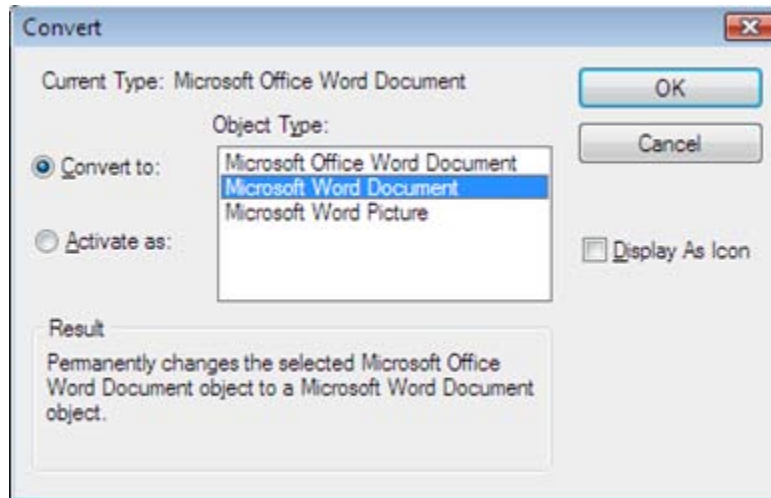 Convert
Current Type: Microsoft Office Word Document
OK
Object Type:
Cancel
Convert to:
Microsoft Office Word Document
Microsoft Word Document
Microsoft Word Picture
Activate as:
Display As Icon
Result
Permanently changes the selected Microsoft Office
Word Document object to a Microsoft Word Document
object.